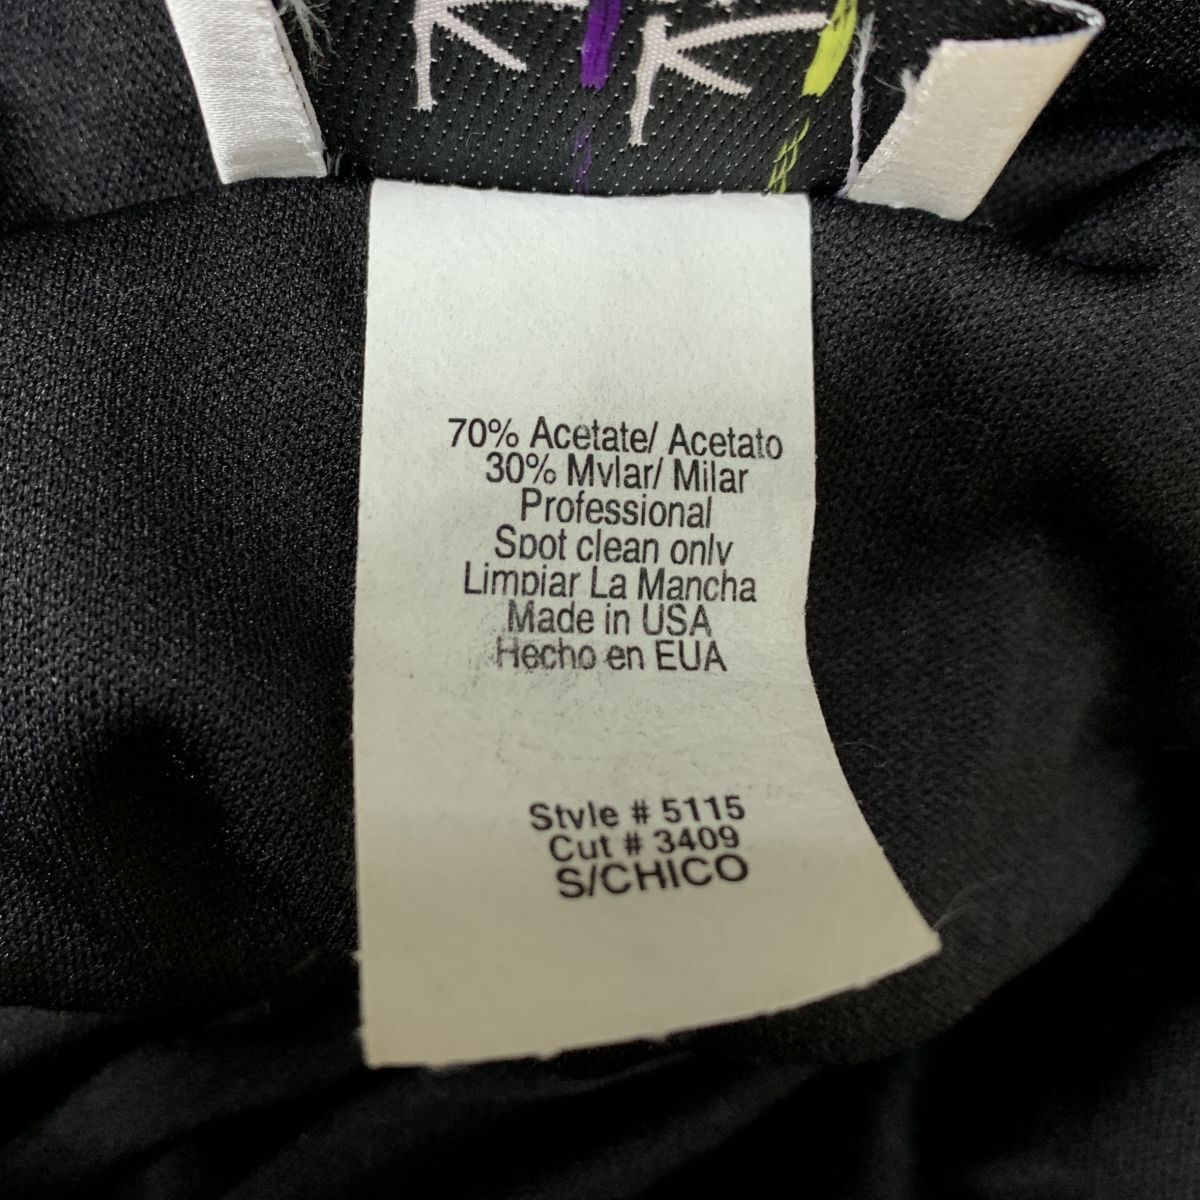 70% Acetate/ Acetato
30% Mylar/ Milar
Professional
Spot clean only
Limpiar La Mancha
Made in USA
Hecho en EUA
Style # 5115
Cut # 3409
S/CHICO